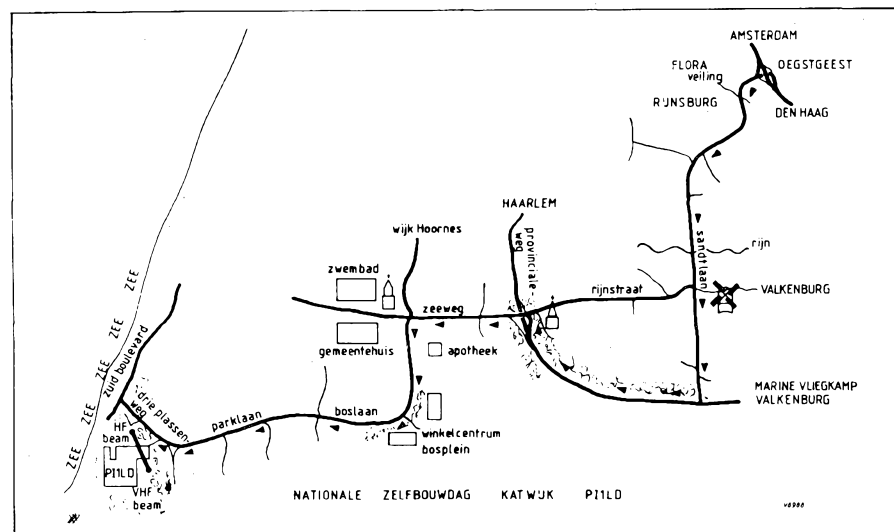 AMSTERDAM
FLORA
veiling
OEGSTGEEST
RIJNSBURG
DEN HAAG
HAARLEM
provinciale-
weg
wijk Hoornes
sandtlaan
rijn
zwembad
rijnstraat
VALKENBURG
zeeweg
gemeentehuis
apotheek
ZEE ZEE ZEE ZEE ZEE
zuid boulevard
MARINE VLIEGKAMP
VALKENBURG
drie plassen-
weg
parklaan
boslaan
winkelcentrum
bosplein
HF
beam
PI1LD
VHF
beam
NATIONALE ZELFBOUWDAG KATWIJK PI1LD